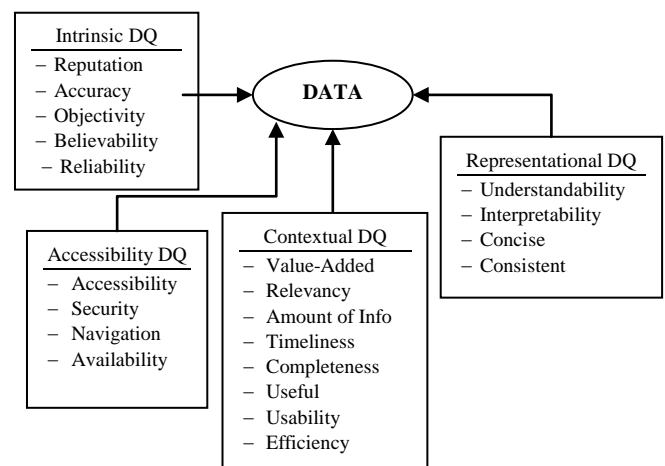 Intrinsic DQ
– Reputation
– Accuracy
– Objectivity
– Believability
– Reliability
DATA
Representational DQ
– Understandability
– Interpretability
– Concise
– Consistent
Accessibility DQ
– Accessibility
– Security
– Navigation
– Availability
Contextual DQ
– Value-Added
– Relevancy
– Amount of Info
– Timeliness
– Completeness
– Useful
– Usability
– Efficiency